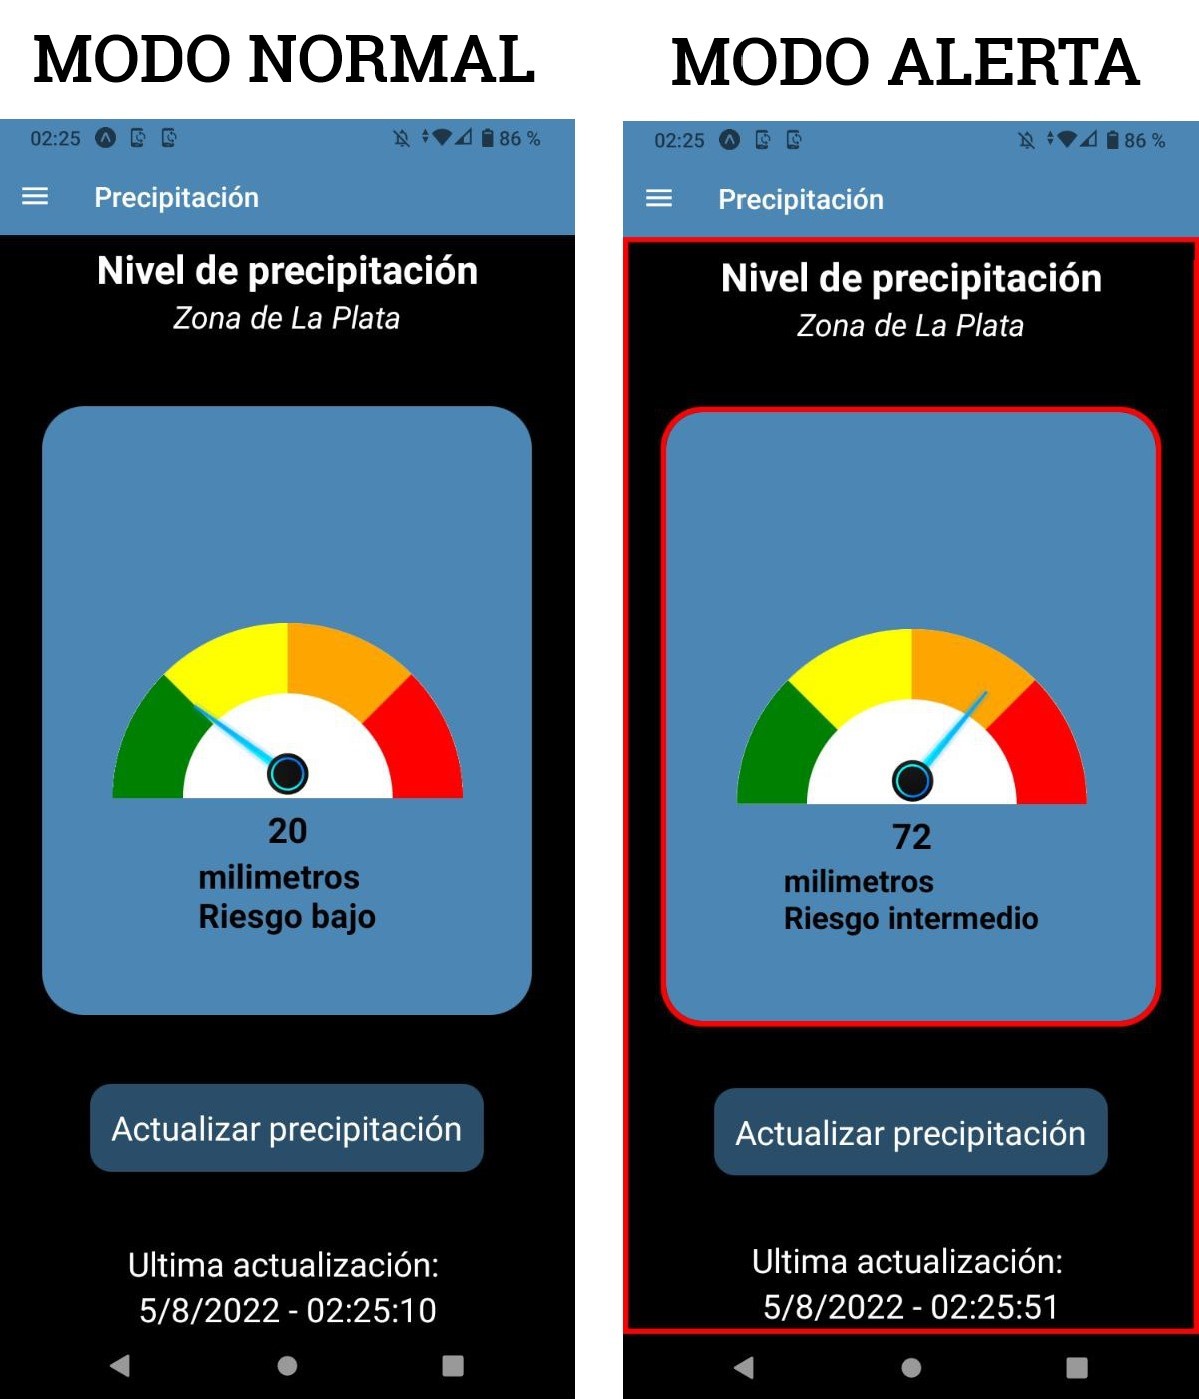 MODO NORMAL
02:25
86 %
Precipitación
Nivel de precipitación
Zona de La Plata
20
milimetros
Riesgo bajo
Actualizar precipitación
Ultima actualización:
5/8/2022 - 02:25:10
MODO ALERTA
02:25
86 %
Precipitación
Nivel de precipitación
Zona de La Plata
72
milimetros
Riesgo intermedio
Actualizar precipitación
Ultima actualización:
5/8/2022 - 02:25:51